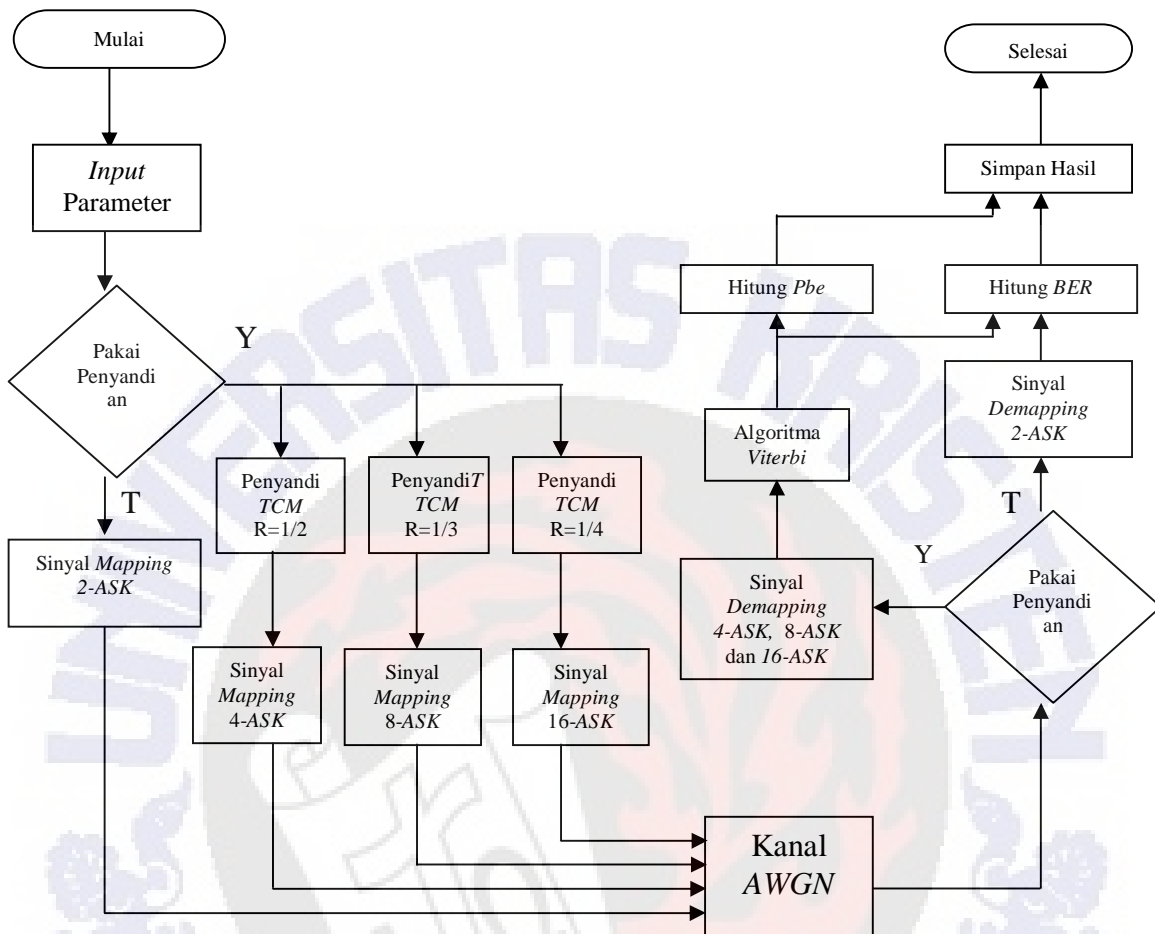 Mulai
Selesai
Input
Parameter
Simpan Hasil
Hitung Pbe
Hitung BER
Y
Pakai
Penyandi
an
T
Sinyal Mapping
2-ASK
Penyandi
TCM
R=1/2
PenyandiT
TCM
R=1/3
Penyandi
TCM
R=1/4
Algoritma
Viterbi
Sinyal
Demapping
2-ASK
T
Y
Pakai
Penyandi
an
Sinyal
Demapping
4-ASK, 8-ASK
dan 16-ASK
Sinyal
Mapping
4-ASK
Sinyal
Mapping
8-ASK
Sinyal
Mapping
16-ASK
Kanal
AWGN
UNIVERSITAS KRISTEN